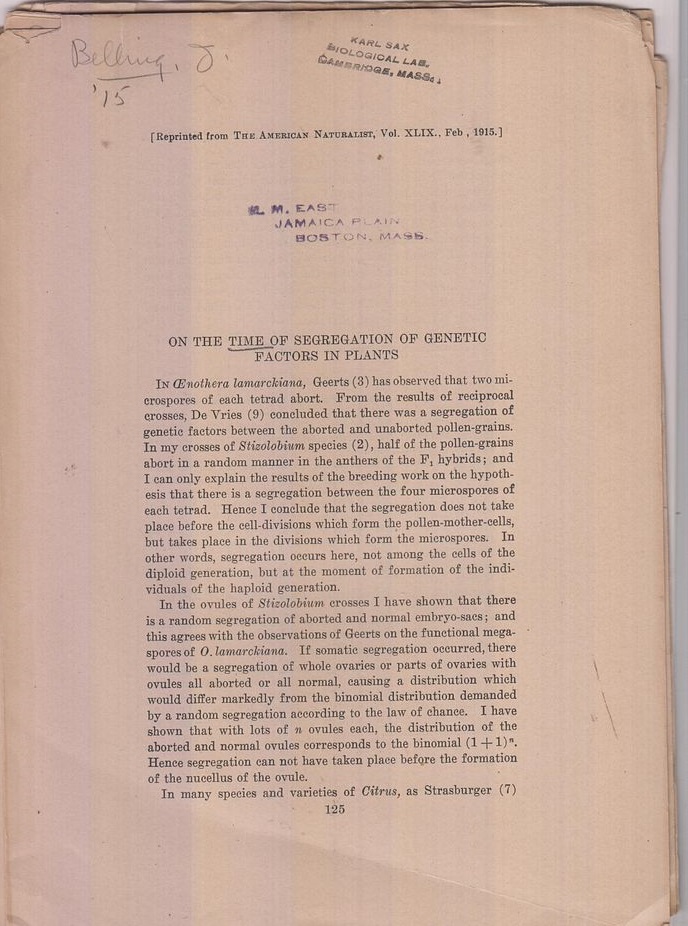 Belling, J.
'15
KARL SAX
BIOLOGICAL LAB.
CAMBRIDGE, MASS.
[Reprinted from THE AMERICAN NATURALIST, Vol. XLIX., Feb , 1915.]
M. EAST
JAMAICA PLAIN
BOSTON, MASS.
ON THE TIME OF SEGREGATION OF GENETIC
FACTORS IN PLANTS
IN Œnothera lamarckiana, Geerts (3) has observed that two mi-
crospores of each tetrad abort. From the results of reciprocal
crosses, De Vries (9) concluded that there was a segregation of
genetic factors between the aborted and unaborted pollen-grains.
In my crosses of Stizolobium species (2), half of the pollen-grains
abort in a random manner in the anthers of the F₁ hybrids; and
I can only explain the results of the breeding work on the hypoth-
esis that there is a segregation between the four microspores of
each tetrad. Hence I conclude that the segregation does not take
place before the cell-divisions which form the pollen-mother-cells,
but takes place in the divisions which form the microspores. In
other words, segregation occurs here, not among the cells of the
diploid generation, but at the moment of formation of the indi-
viduals of the haploid generation.
In the ovules of Stizolobium crosses I have shown that there
is a random segregation of aborted and normal embryo-sacs; and
this agrees with the observations of Geerts on the functional mega-
spores of O. lamarckiana. If somatic segregation occurred, there
would be a segregation of whole ovaries or parts of ovaries with
ovules all aborted or all normal, causing a distribution which
would differ markedly from the binomial distribution demanded
by a random segregation according to the law of chance. I have
shown that with lots of n ovules each, the distribution of the
aborted and normal ovules corresponds to the binomial (1 + 1)ⁿ.
Hence segregation can not have taken place before the formation
of the nucellus of the ovule.
In many species and varieties of Citrus, as Strasburger (7)
125